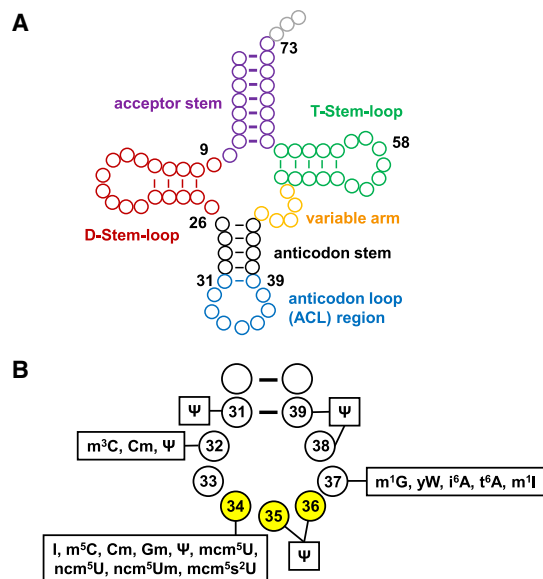 A
73
acceptor stem
T-Stem-loop
9
58
variable arm
26
D-Stem-loop
anticodon stem
31
39
anticodon loop
(ACL) region
B
Ψ
31
39
Ψ
m³C, Cm, Ψ
32
38
33
37
m¹G, yW, i⁶A, t⁶A, m¹I
34
35
36
I, m⁵C, Cm, Gm, Ψ, mcm⁵U,
ncm⁵U, ncm⁵Um, mcm⁵s²U
Ψ